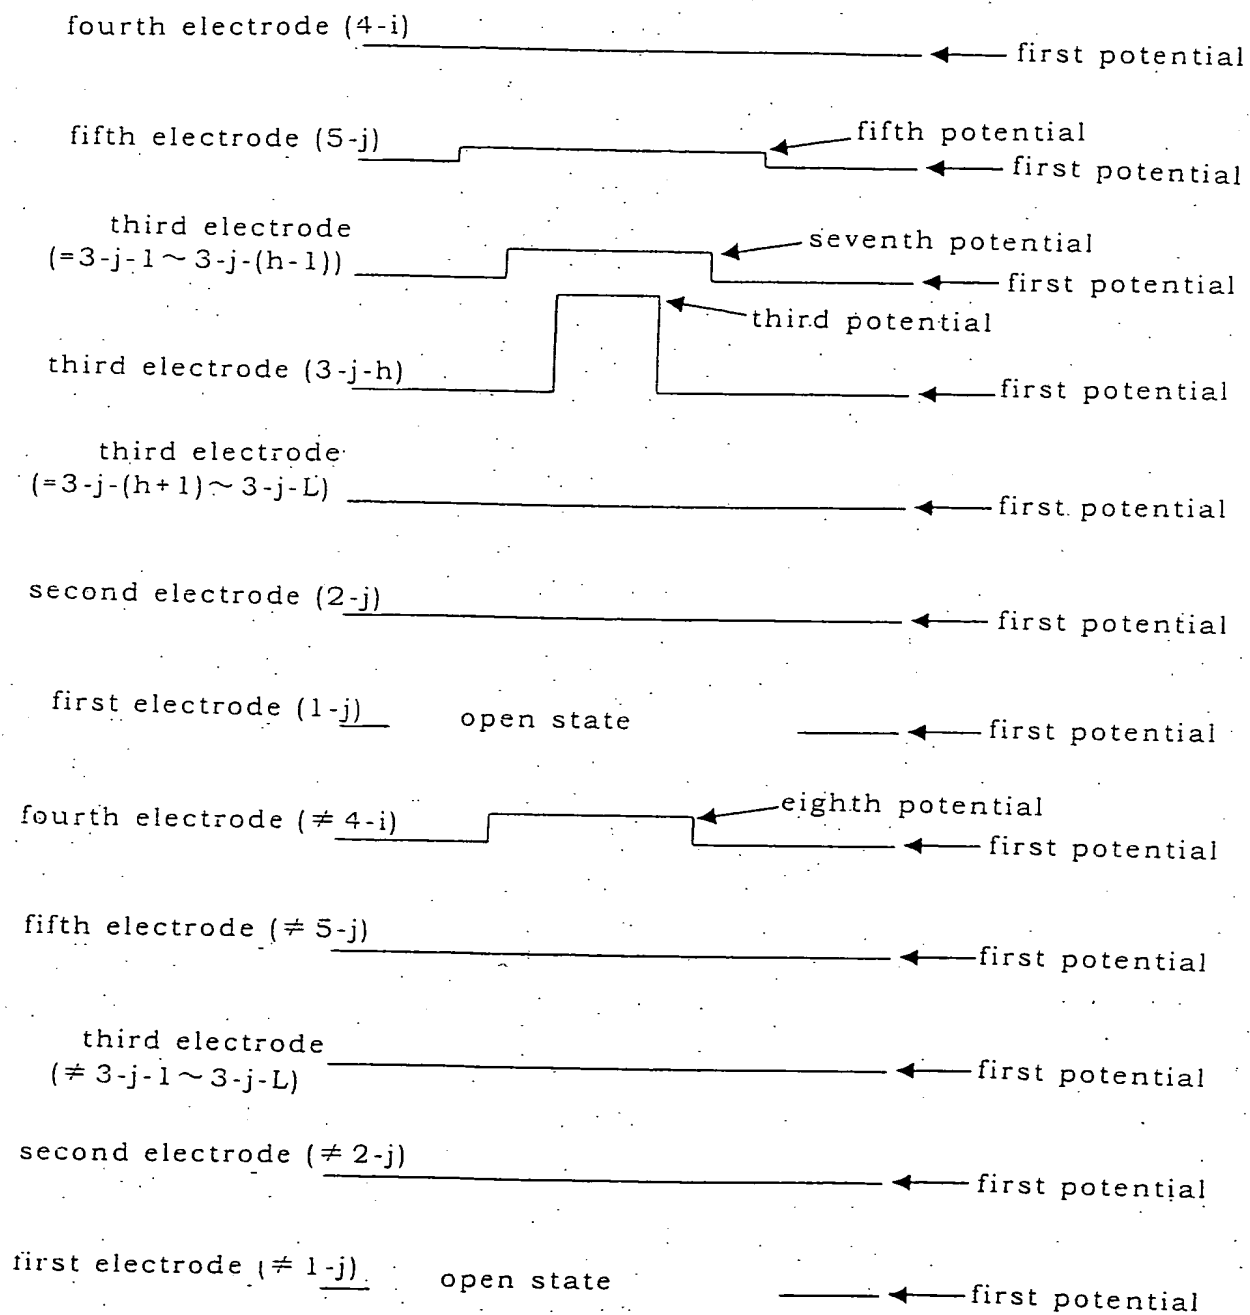 fourth electrode (4-i)
first potential
fifth electrode (5-j)
fifth potential
first potential
third electrode
(=3-j-1 ~ 3-j-(h-1))
seventh potential
first potential
third potential
third electrode (3-j-h)
first potential
third electrode
(=3-j-(h+1) ~ 3-j-L)
first potential
second electrode (2-j)
first potential
first electrode (1-j)
open state
first potential
fourth electrode (≠ 4-i)
eighth potential
first potential
fifth electrode (≠ 5-j)
first potential
third electrode
(≠ 3-j-1 ~ 3-j-L)
first potential
second electrode (≠ 2-j)
first potential
first electrode (≠ 1-j)
open state
first potential